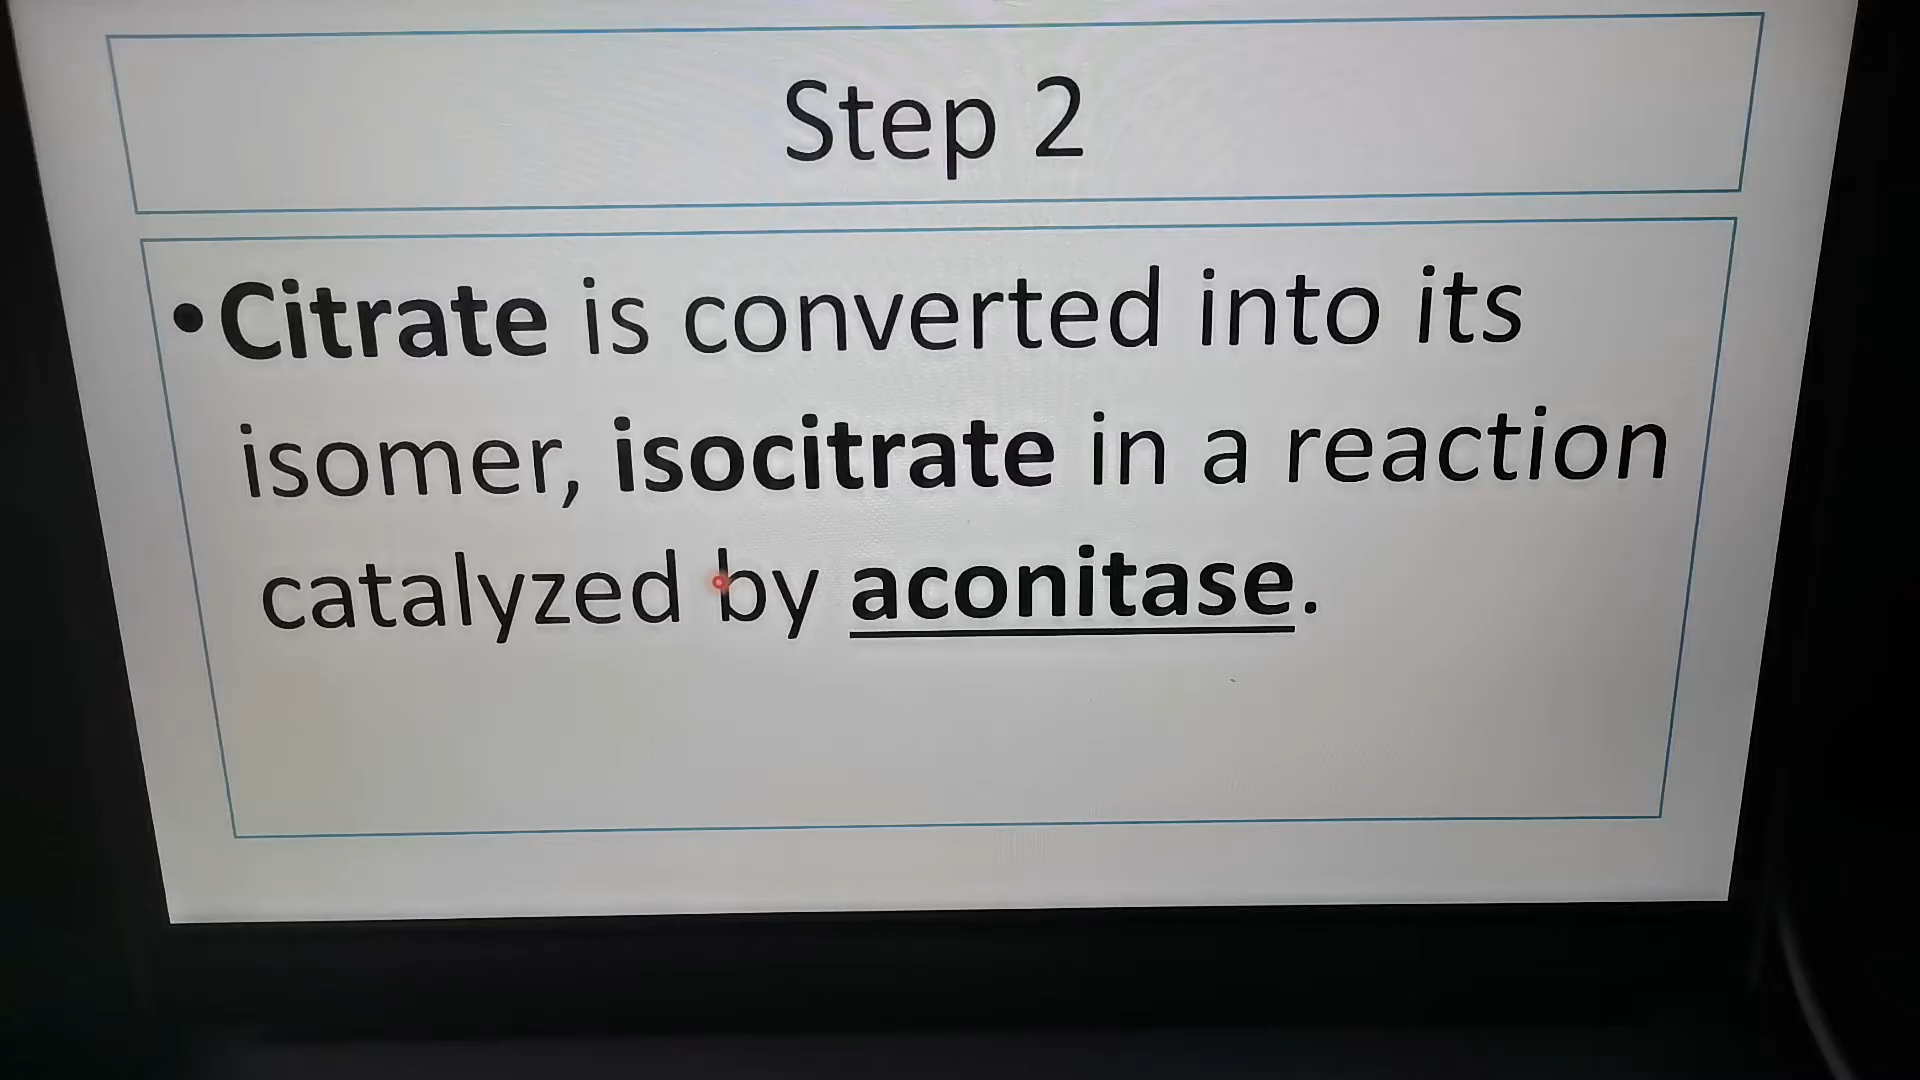 Step 2
•Citrate is converted into its
isomer, isocitrate in a reaction
catalyzed by aconitase.